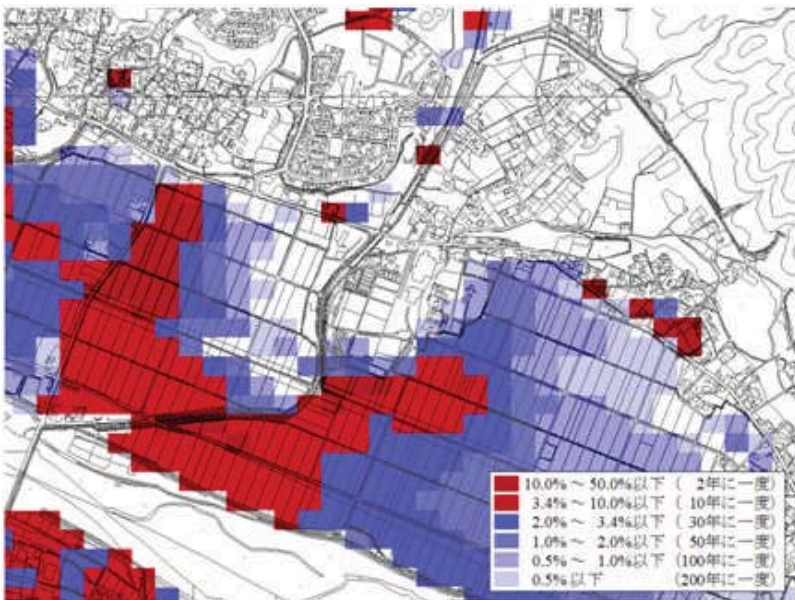 10.0% ～ 50.0%以下 ( 2年に一度)
3.4% ～ 10.0%以下 ( 10年に一度)
2.0% ～ 3.4%以下 ( 30年に一度)
1.0% ～ 2.0%以下 ( 50年に一度)
0.5% ～ 1.0%以下 (100年に一度)
0.5%以下 (200年に一度)